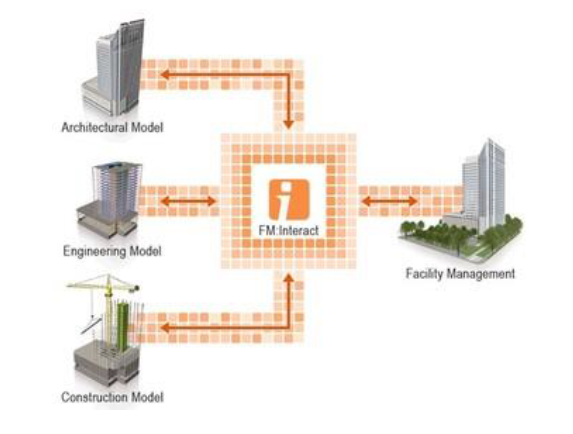 Architectural Model
Engineering Model
FM:Interact
Facility Management
Construction Model